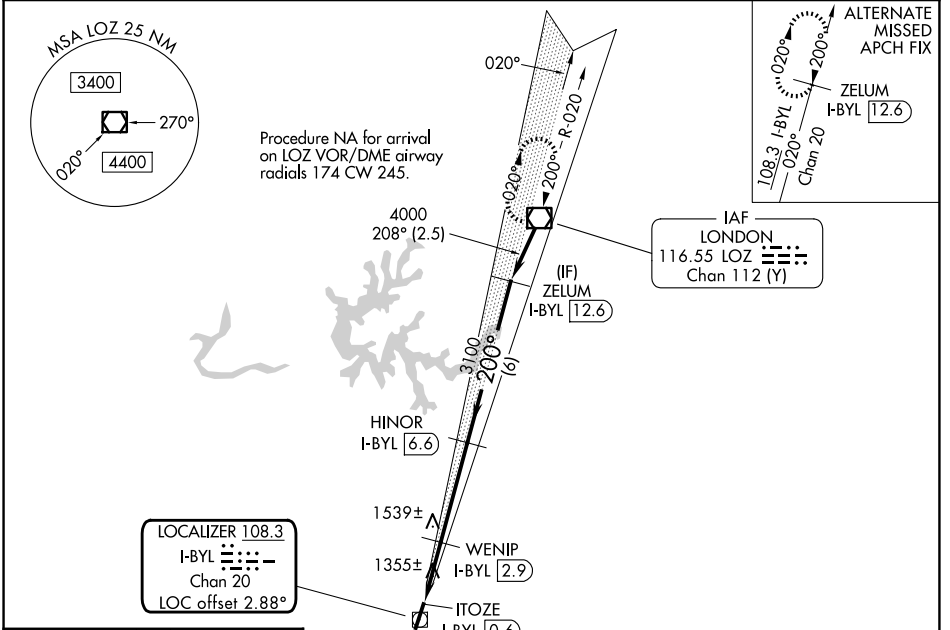 MSA LOZ 25 NM
3400
270°
020°
4400
Procedure NA for arrival
on LOZ VOR/DME airway
radials 174 CW 245.
020°
R-020
020°
200°
4000
208° (2.5)
(IF)
ZELUM
I-BYL 12.6
IAF
LONDON
116.55 LOZ
Chan 112 (Y)
ALTERNATE
MISSED
APCH FIX
020°
200°
ZELUM
I-BYL 12.6
108.3 I-BYL
020°
Chan 20
3100
200°
(6)
HINOR
I-BYL 6.6
1539±
WENIP
I-BYL 2.9
1355±
LOCALIZER 108.3
I-BYL
Chan 20
LOC offset 2.88°
ITOZE
I-BYL 0.6